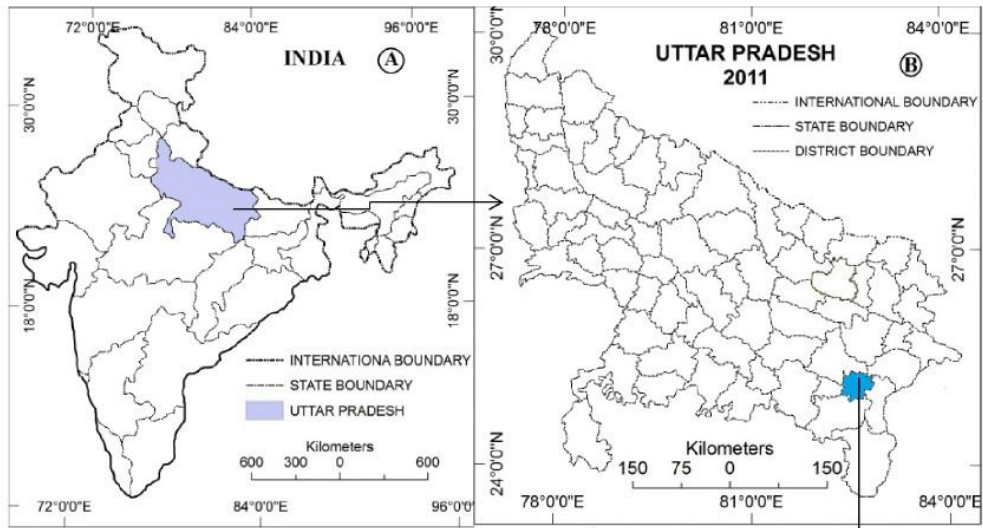 72°0'0"E 84°0'0"E 96°0'0"E
INDIA A
30°0'0"N 30°0'0"N
18°0'0"N 18°0'0"N
INTERNATIONA BOUNDARY
STATE BOUNDARY
UTTAR PRADESH
Kilometers
600 300 0 600
72°0'0"E 84°0'0"E 96°0'0"E
78°0'0"E 81°0'0"E 84°0'0"E
UTTAR PRADESH B
2011
INTERNATIONAL BOUNDARY
STATE BOUNDARY
DISTRICT BOUNDARY
30°0'0"N
27°0'0"N 27°0'0"N
24°0'0"N
Kilometers
150 75 0 150
78°0'0"E 81°0'0"E 84°0'0"E